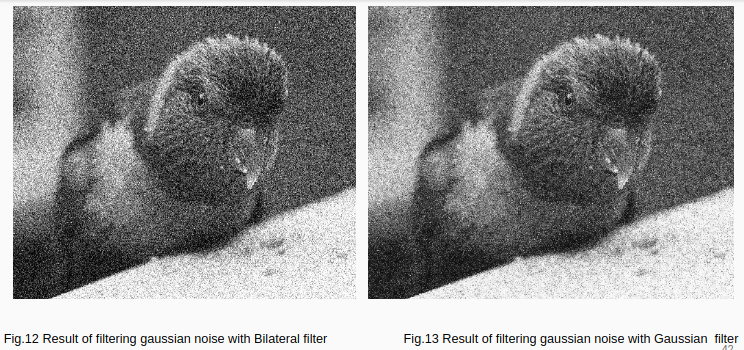 Fig.12 Result of filtering gaussian noise with Bilateral filter
Fig.13 Result of filtering gaussian noise with Gaussian  filter
42